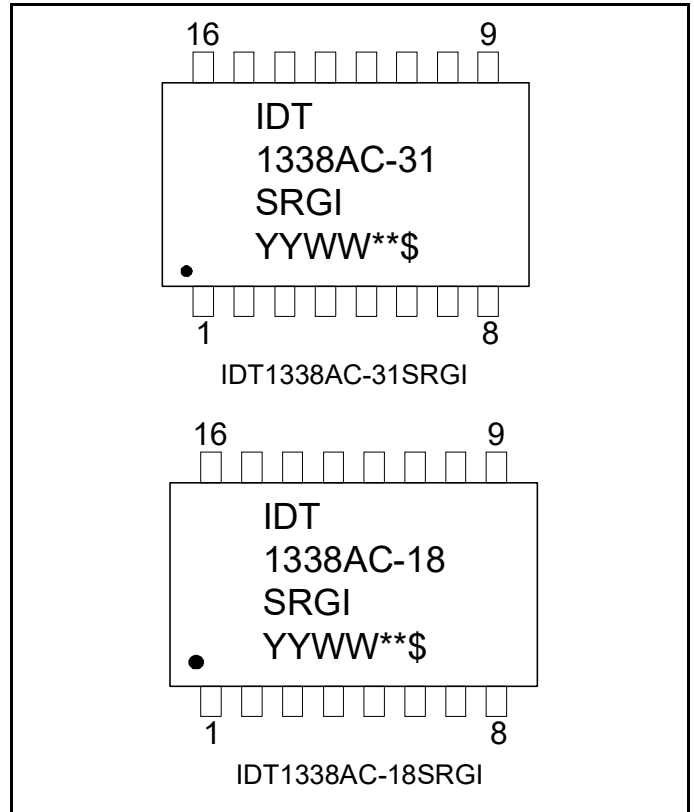 16 9
IDT
1338AC-31
SRGI
YYWW**$
1 8
IDT1338AC-31SRGI
16 9
IDT
1338AC-18
SRGI
YYWW**$
1 8
IDT1338AC-18SRGI